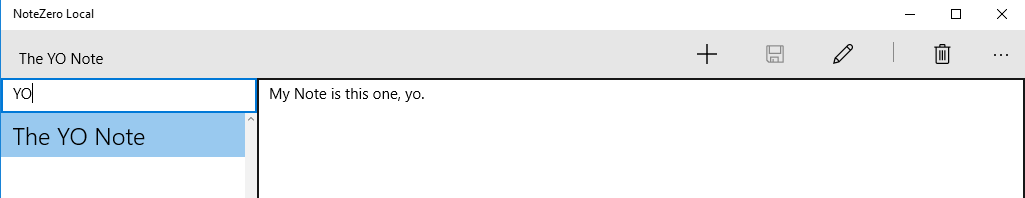 NoteZero Local
The YO Note
YO
The YO Note
My Note is this one, yo.